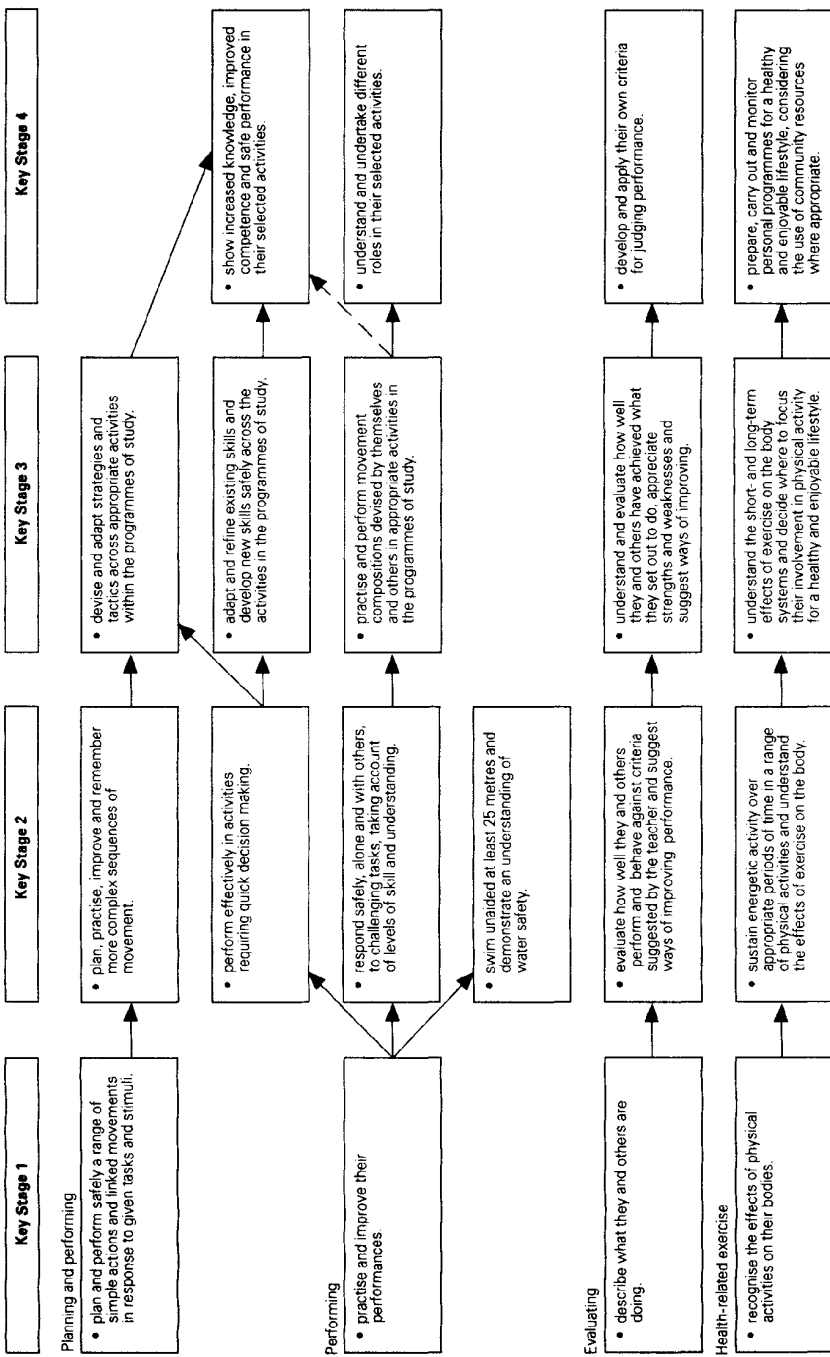 Key Stage 1
Key Stage 2
Key Stage 3
Key Stage 4
Planning and performing
• plan and perform safely a range of
simple actions and linked movements
in response to given tasks and stimuli.
• plan, practise, improve and remember
more complex sequences of
movement.
• devise and adapt strategies and
tactics across appropriate activities
within the programmes of study.
• perform effectively in activities
requiring quick decision making.
• adapt and refine existing skills and
develop new skills safely across the
activities in the programmes of study.
• show increased knowledge, improved
competence and safe performance in
their selected activities.
Performing
• practise and improve their
performances.
• respond safely, alone and with others,
to challenging tasks, taking account
of levels of skill and understanding.
• practise and perform movement
compositions devised by themselves
and others in appropriate activities in
the programmes of study.
• understand and undertake different
roles in their selected activities.
• swim unaided at least 25 metres and
demonstrate an understanding of
water safety.
Evaluating
• describe what they and others are
doing.
• evaluate how well they and others
perform and behave against criteria
suggested by the teacher and suggest
ways of improving performance.
• understand and evaluate how well
they and others have achieved what
they set out to do, appreciate
strengths and weaknesses and
suggest ways of improving.
• develop and apply their own criteria
for judging performance.
Health-related exercise
• recognise the effects of physical
activities on their bodies.
• sustain energetic activity over
appropriate periods of time in a range
of physical activities and understand
the effects of exercise on the body.
• understand the short- and long-term
effects of exercise on the body
systems and decide where to focus
their involvement in physical activity
for a healthy and enjoyable lifestyle.
• prepare, carry out and monitor
personal programmes for a healthy
and enjoyable lifestyle, considering
the use of community resources
where appropriate.